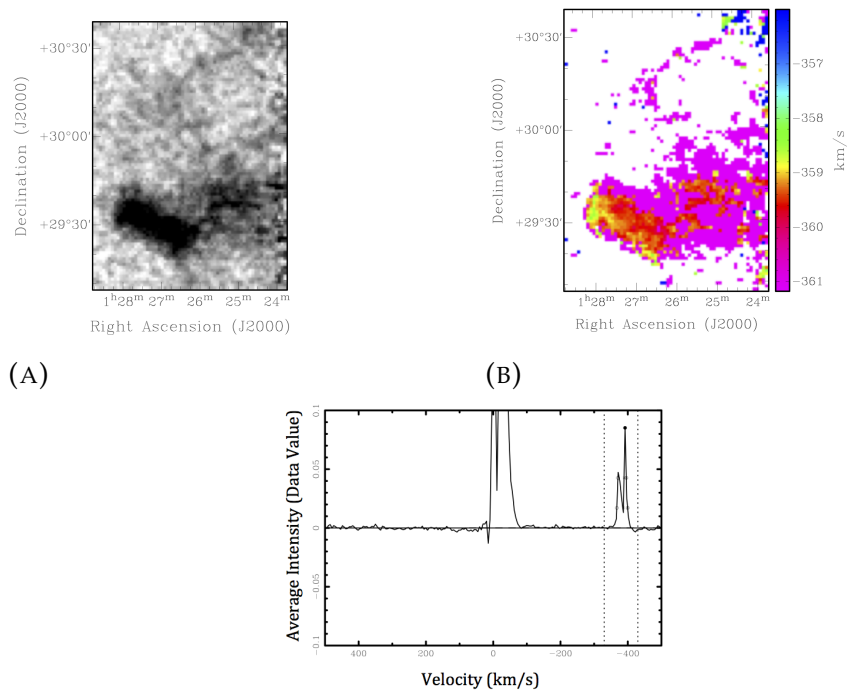 +30°30'
+30°00'
+29°30'
Declination (J2000)
1ʰ28ᵐ 27ᵐ 26ᵐ 25ᵐ 24ᵐ
Right Ascension (J2000)
+30°30'
+30°00'
+29°30'
Declination (J2000)
1ʰ28ᵐ 27ᵐ 26ᵐ 25ᵐ 24ᵐ
Right Ascension (J2000)
−357
−358
−359
−360
−361
km/s
(A)
(B)
0.1
0.05
0
−0.05
Average Intensity (Data Value)
400 200 0 −200 −400
Velocity (km/s)